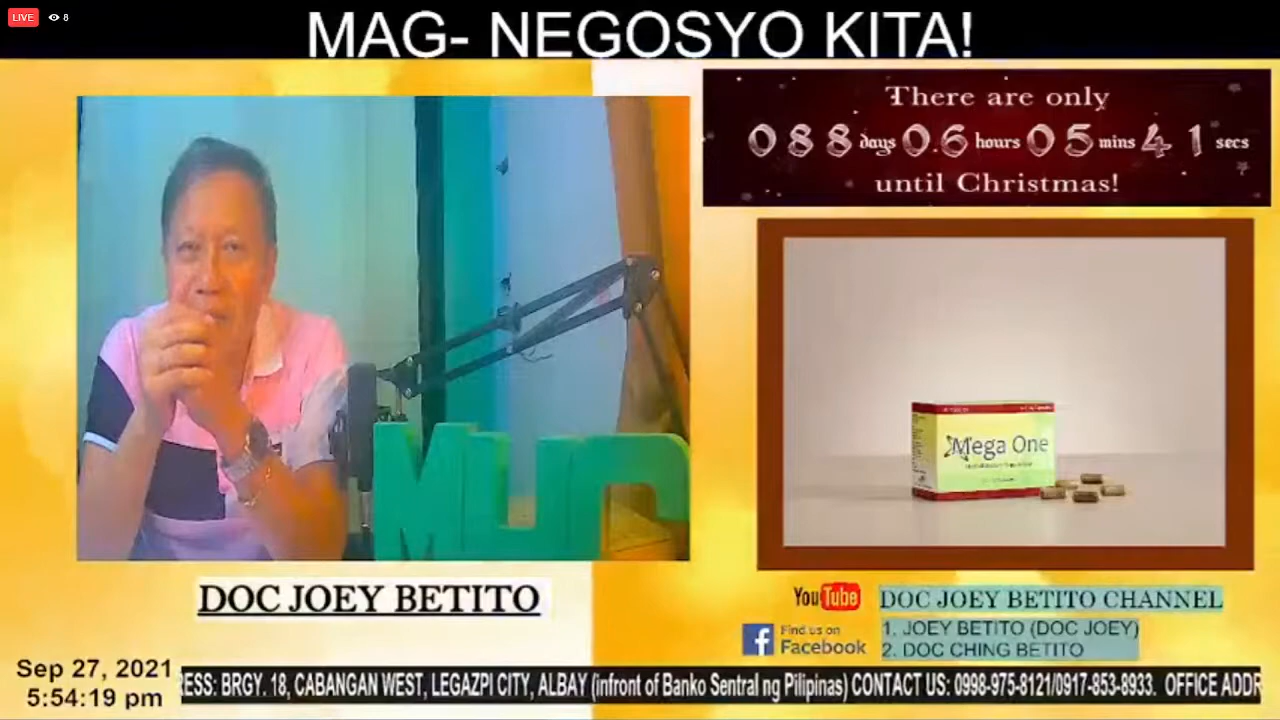 LIVE 8
MAG- NEGOSYO KITA!
There are only
088 days 0.6 hours 05 mins 41 secs
until Christmas!
Mega One
DOC JOEY BETITO
YouTube DOC JOEY BETITO CHANNEL
Find us on
Facebook
1. JOEY BETITO (DOC JOEY)
2. DOC CHING BETITO
Sep 27, 2021
5:54:19 pm
ESS: BRGY. 18, CABANGAN WEST, LEGAZPI CITY, ALBAY (infront of Banko Sentral ng Pilipinas) CONTACT US: 0998-975-8121/0917-853-8933. OFFICE ADDR